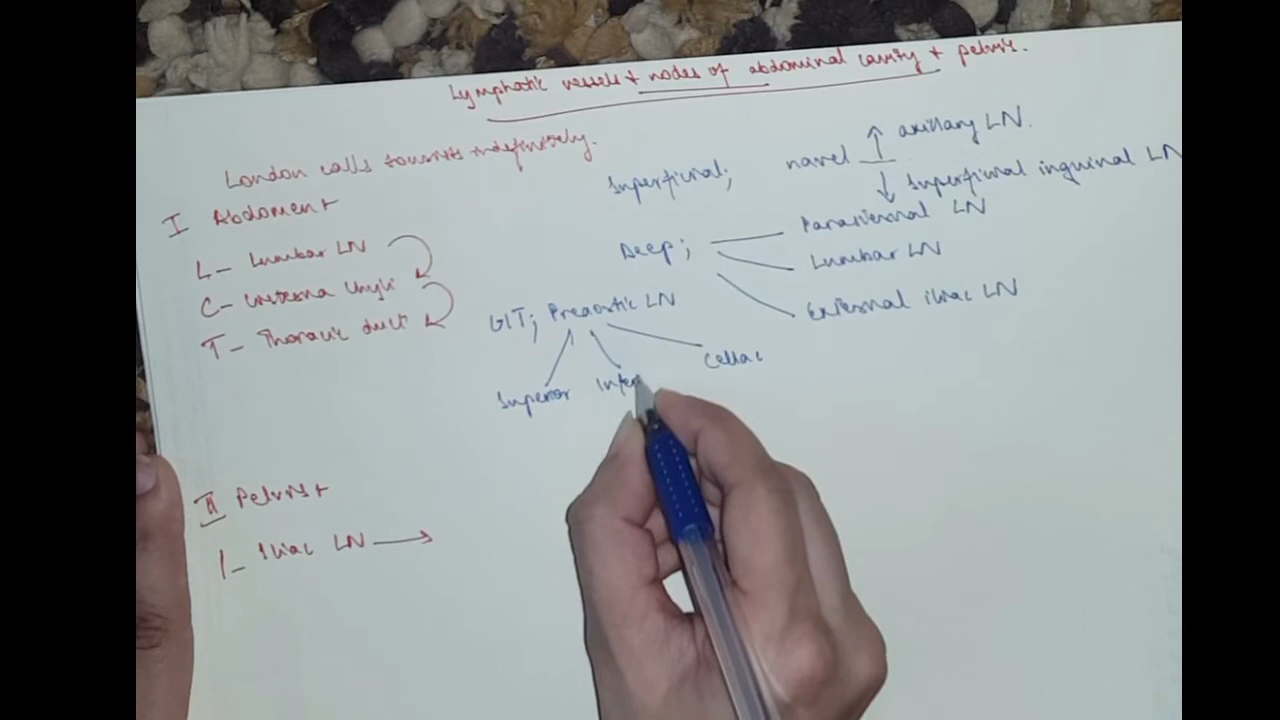 Lymphatic vessels + nodes of abdominal cavity + pelvis.
London calls tourists indefinitely.
I Abdoment
L- Lumbar LN
C- Cisterna Chyli
T- Thoracic duct
II Pelvis+
I- Iliac LN →
Superficial;
navel
axillary LN.
Superficial inguinal LN
Deep;
Parasternal LN
Lumbar LN
External iliac LN
GIT; Preaortic LN
Superior
Infer
Celiac